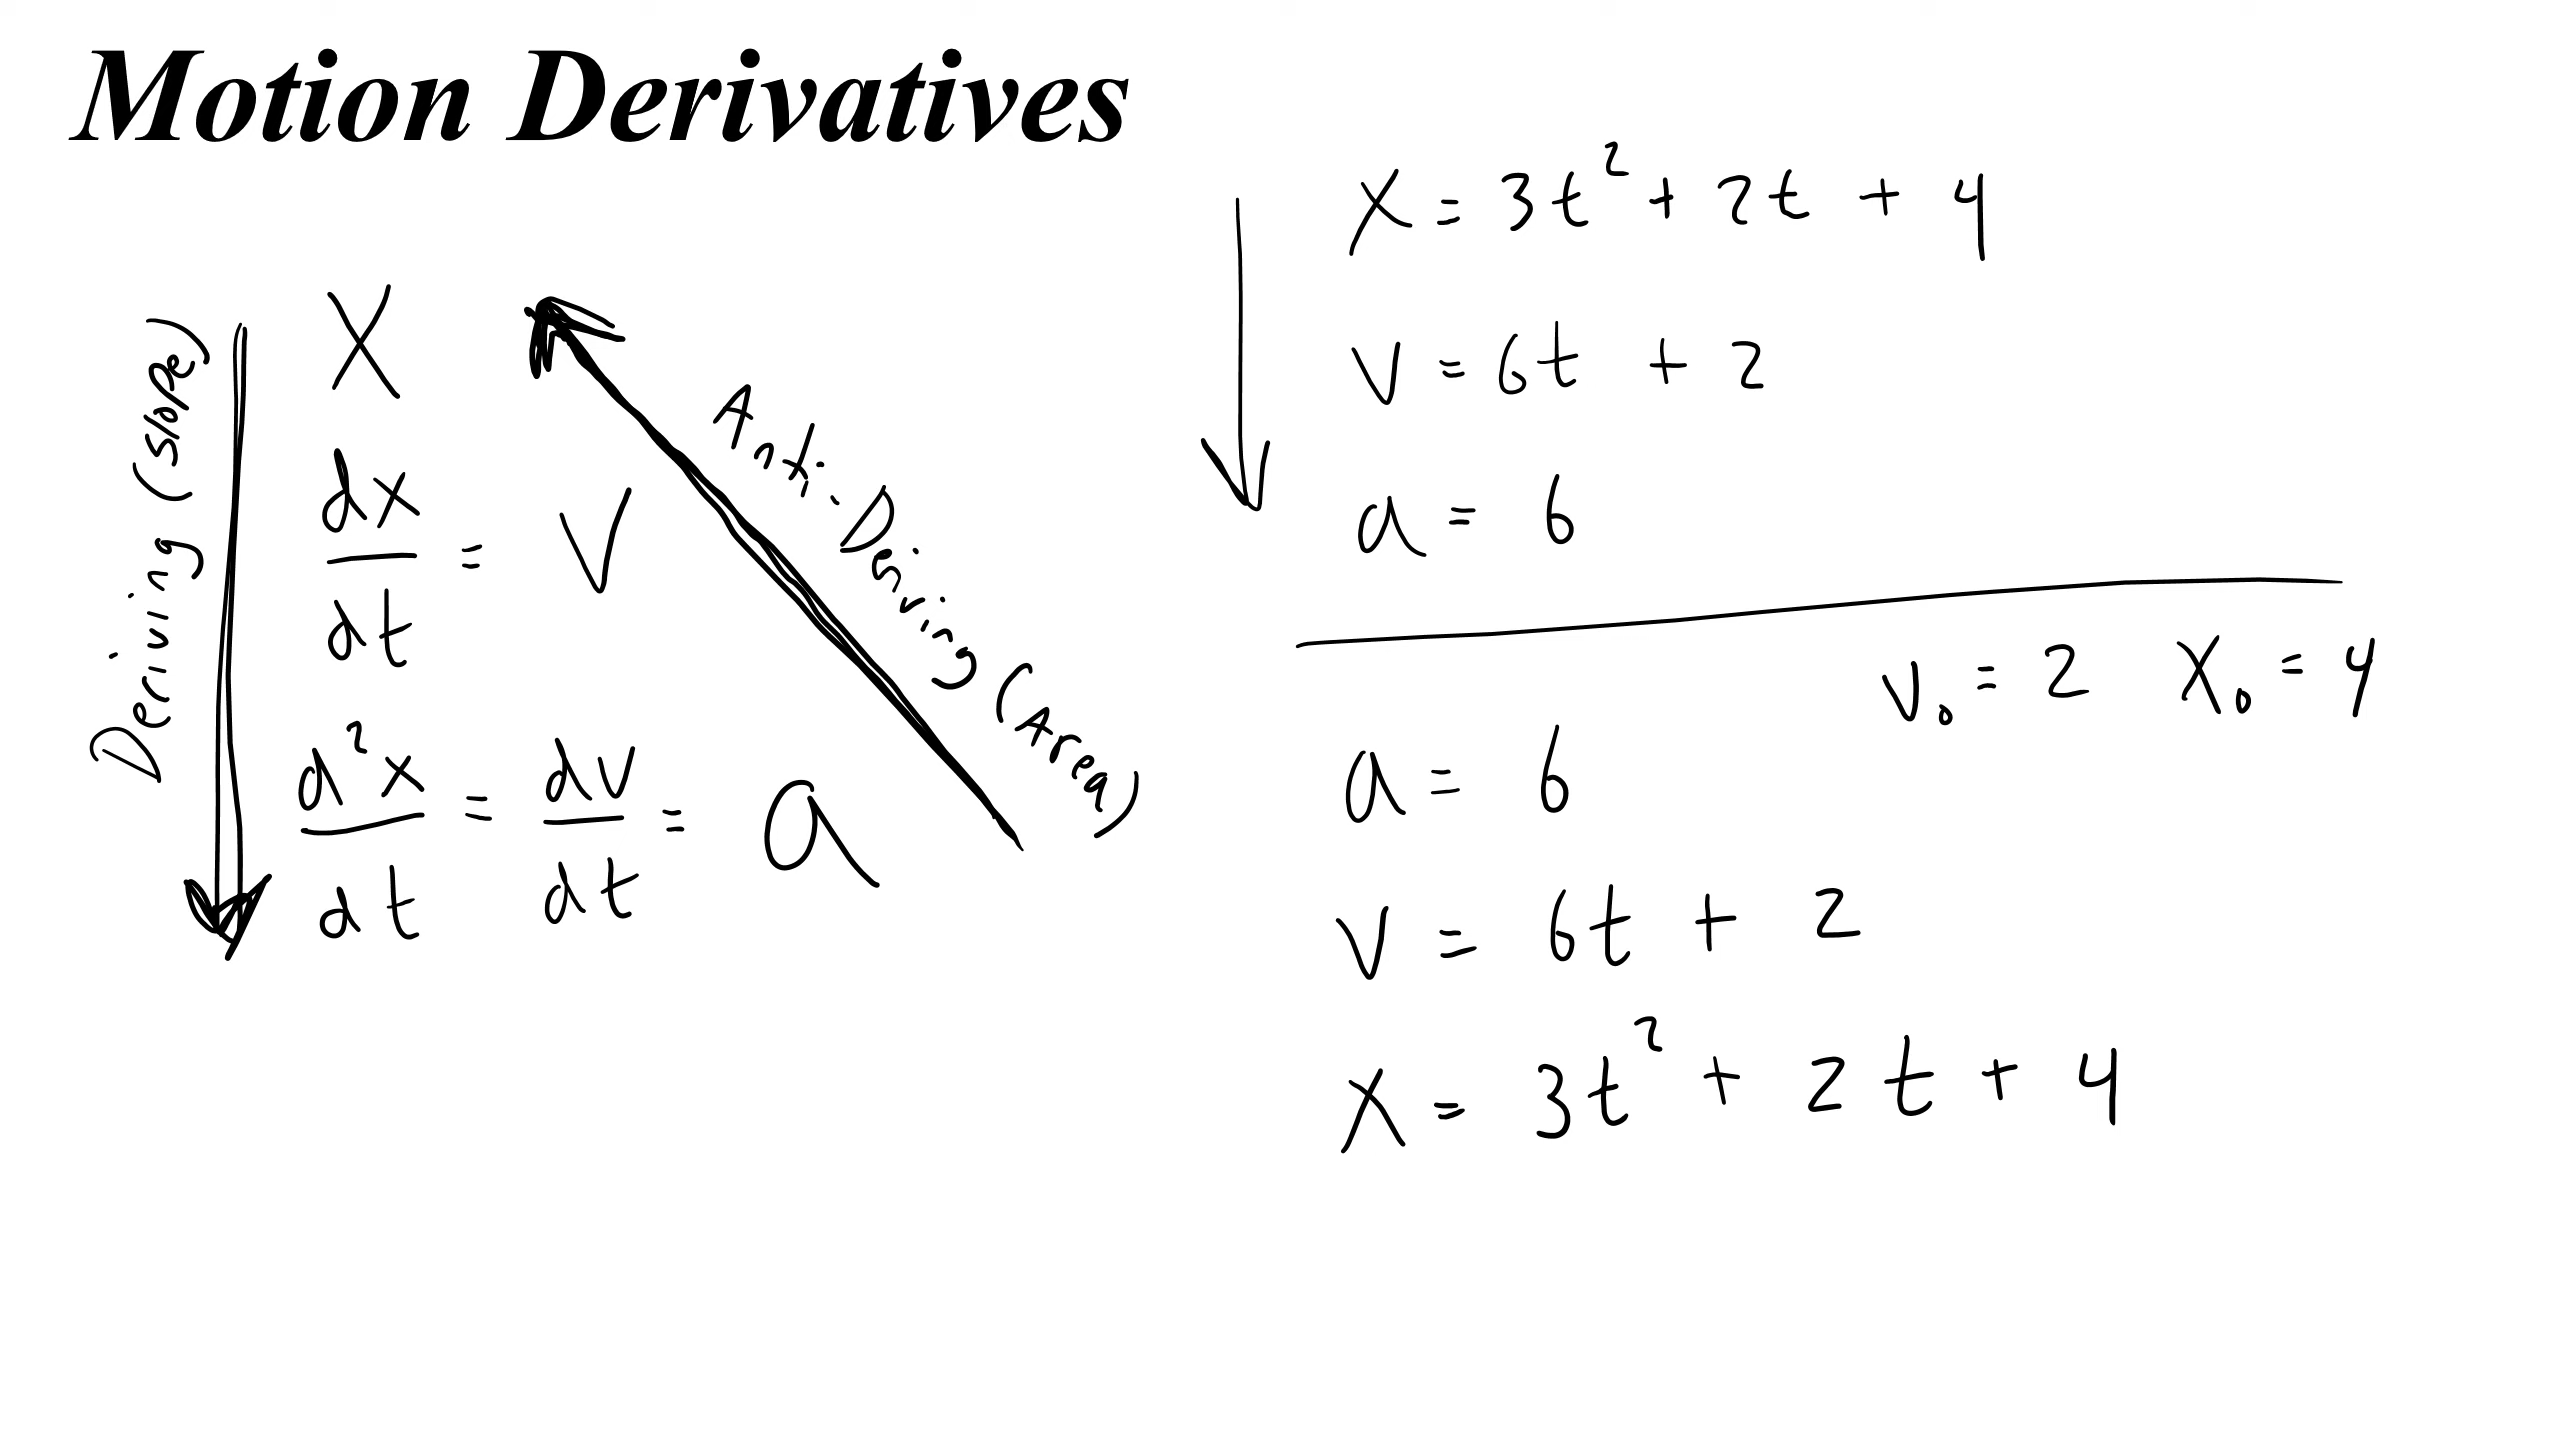 Motion Derivatives
Deriving (slope)
X
dx/dt = V
d²x/dt = dv/dt = a
Anti-Deriving (Area)
X = 3t² + 2t + 4
V = 6t + 2
a = 6
V₀ = 2 X₀ = 4
a = 6
V = 6t + 2
X = 3t² + 2t + 4